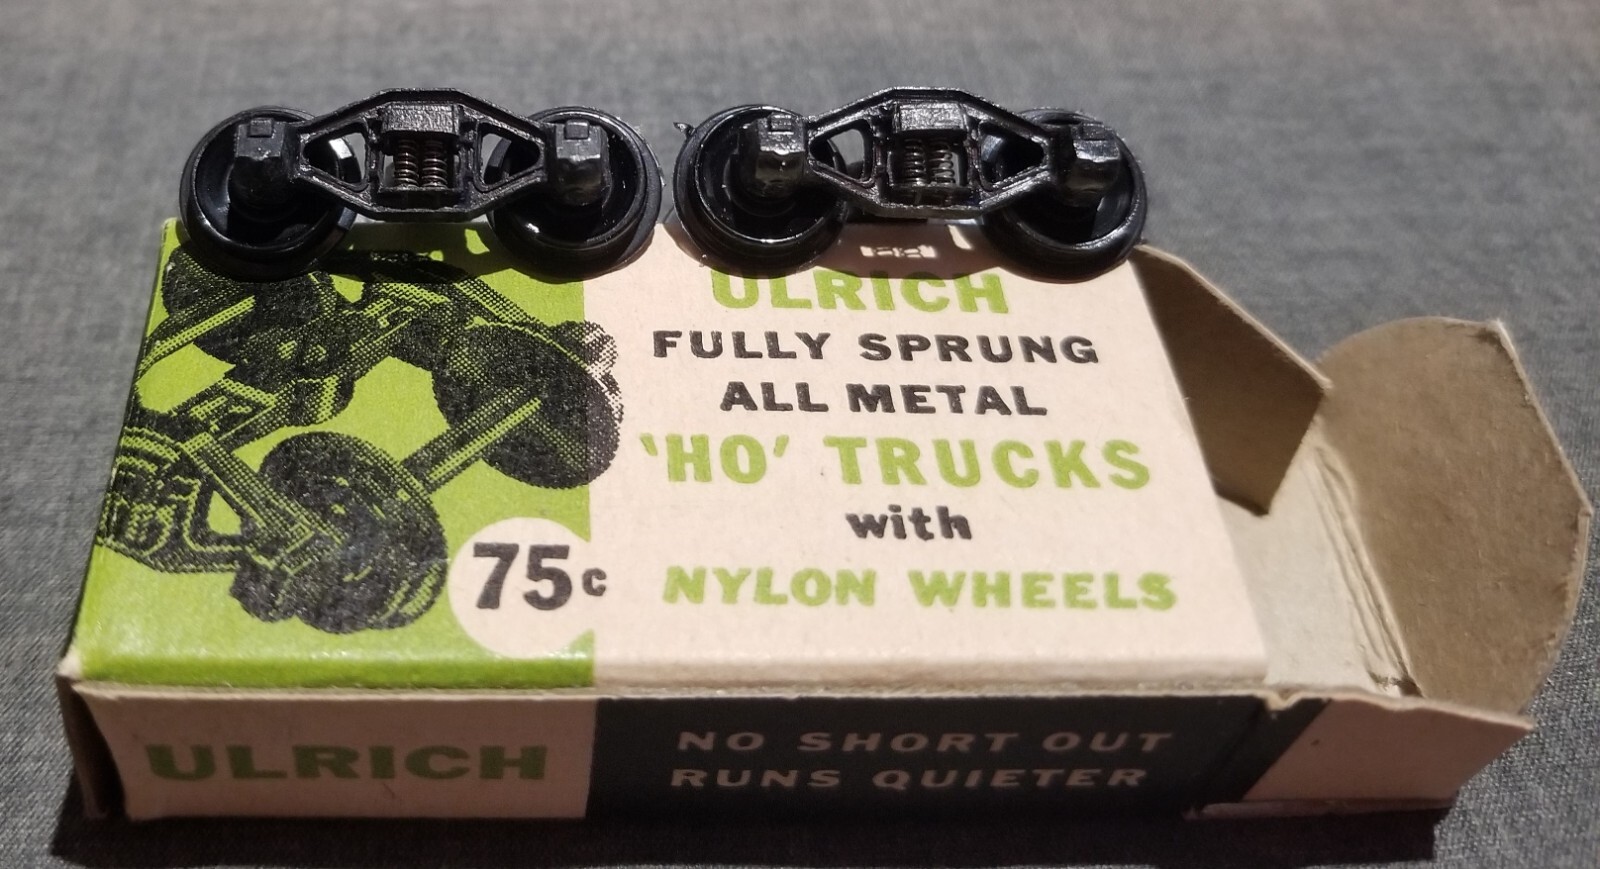 ULRICH
FULLY SPRUNG
ALL METAL
'HO' TRUCKS
with
NYLON WHEELS
75c
ULRICH
NO SHORT OUT
RUNS QUIETER